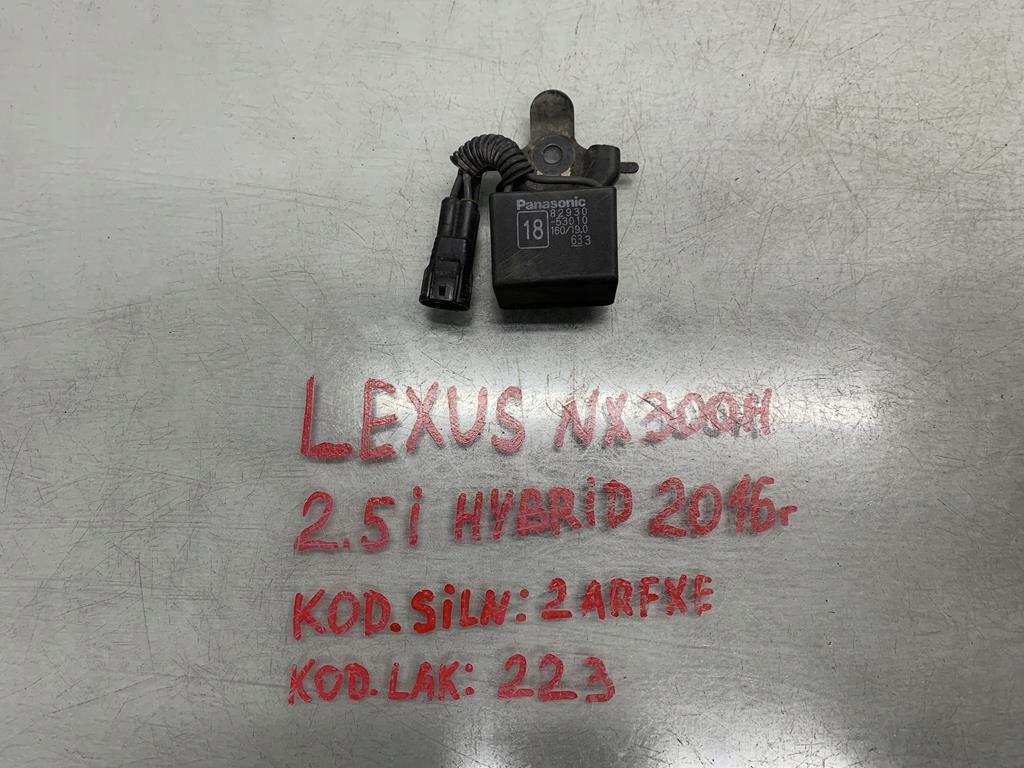 Panasonic
18
82930
-53010
160/19.0
633
LEXUS NX300H
2.5i HYBRiD 2016r
KOD.SiLN: 2ARFXE
KOD.LAK: 223